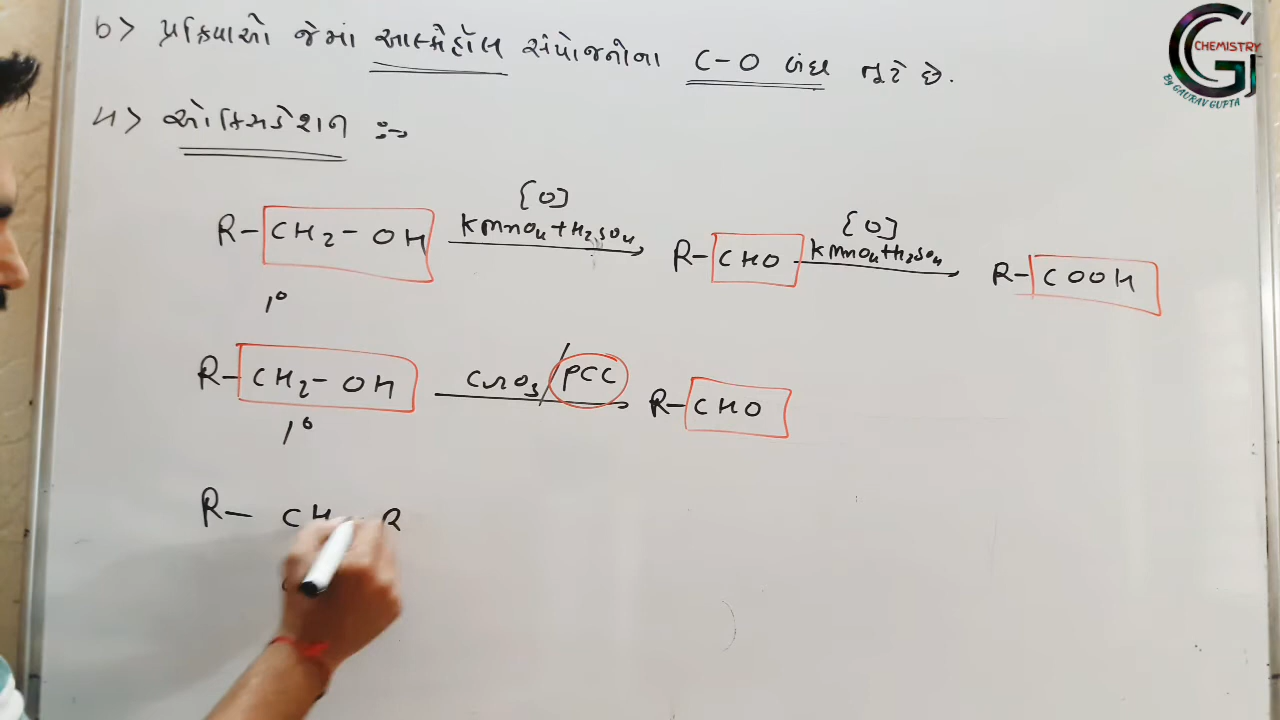 b> પ્રક્રિયાઓ જેમાં આલ્કોહોલ સંયોજનોના C-O બંધ તૂટે છે.
4> ઓક્સિડેશન :->
R-CH2-OH [O] KMnO4+H2SO4 R-CHO [O] KMnO4+H2SO4 R-COOH
1°
R-CH2-OH CrO3/PCC R-CHO
1°
R- CH - R
CHEMISTRY
G
By GAURAV GUPTA